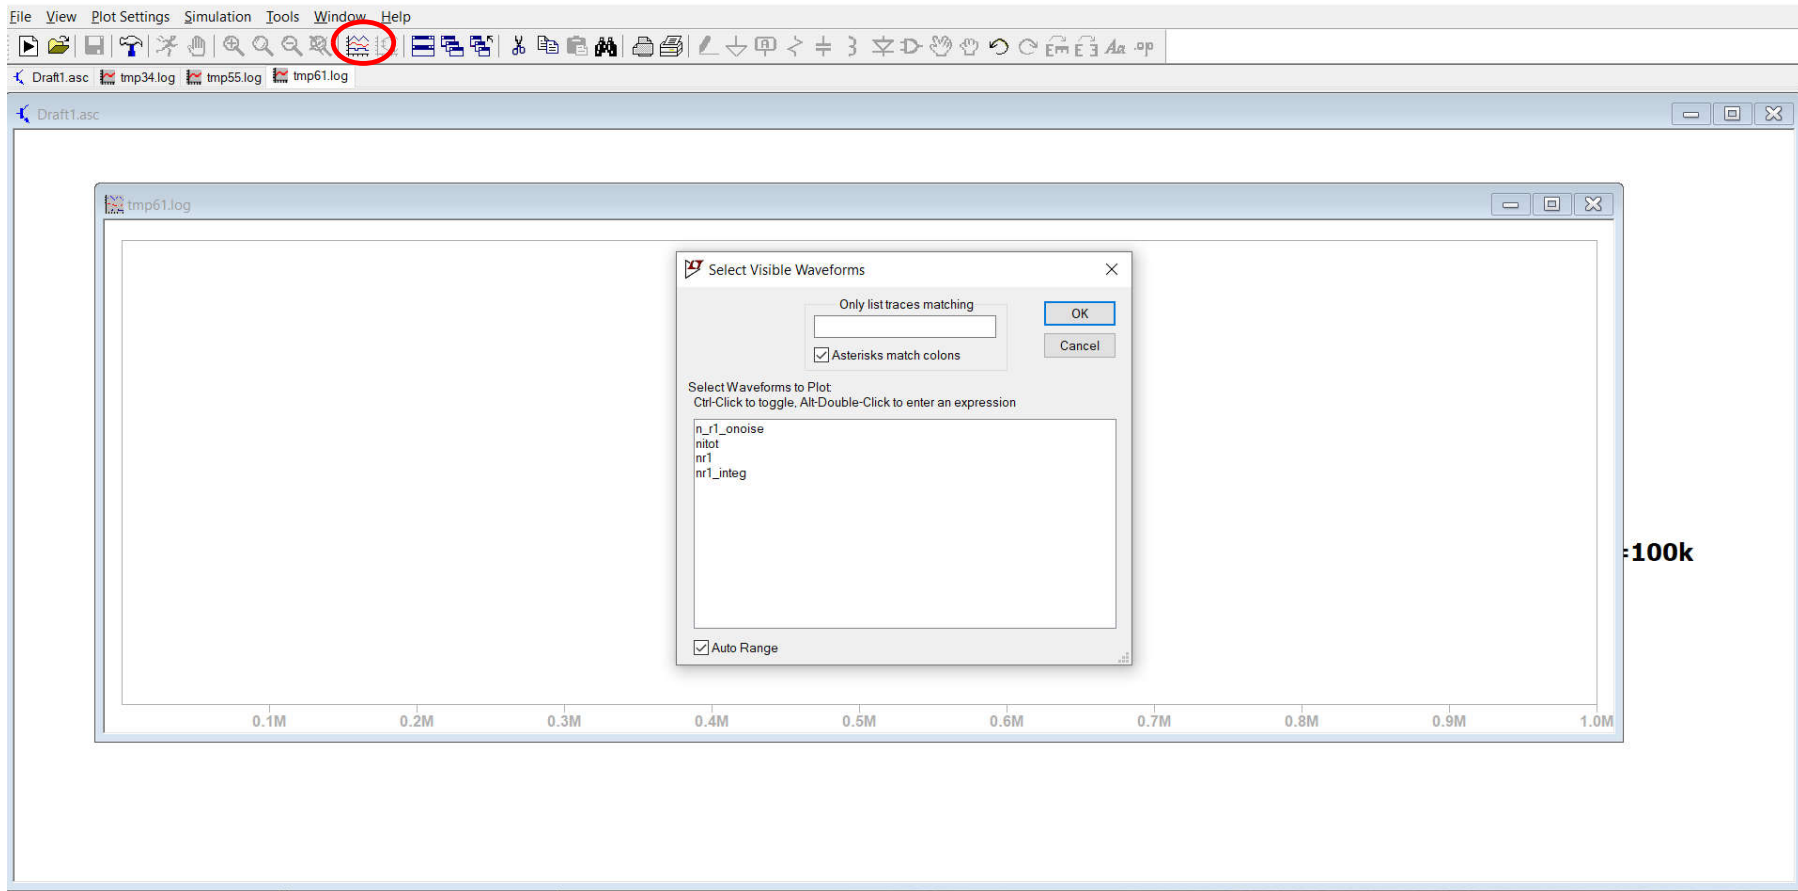 File View Plot Settings Simulation Tools Window Help
Draft1.asc tmp34.log tmp55.log tmp61.log
Draft1.asc
tmp61.log
Select Visible Waveforms
Only list traces matching
OK
Asterisks match colons
Cancel
Select Waveforms to Plot:
Ctrl-Click to toggle, Alt-Double-Click to enter an expression
n_r1_onoise
nitot
nr1
nr1_integ
=100k
Auto Range
0.1M 0.2M 0.3M 0.4M 0.5M 0.6M 0.7M 0.8M 0.9M 1.0M